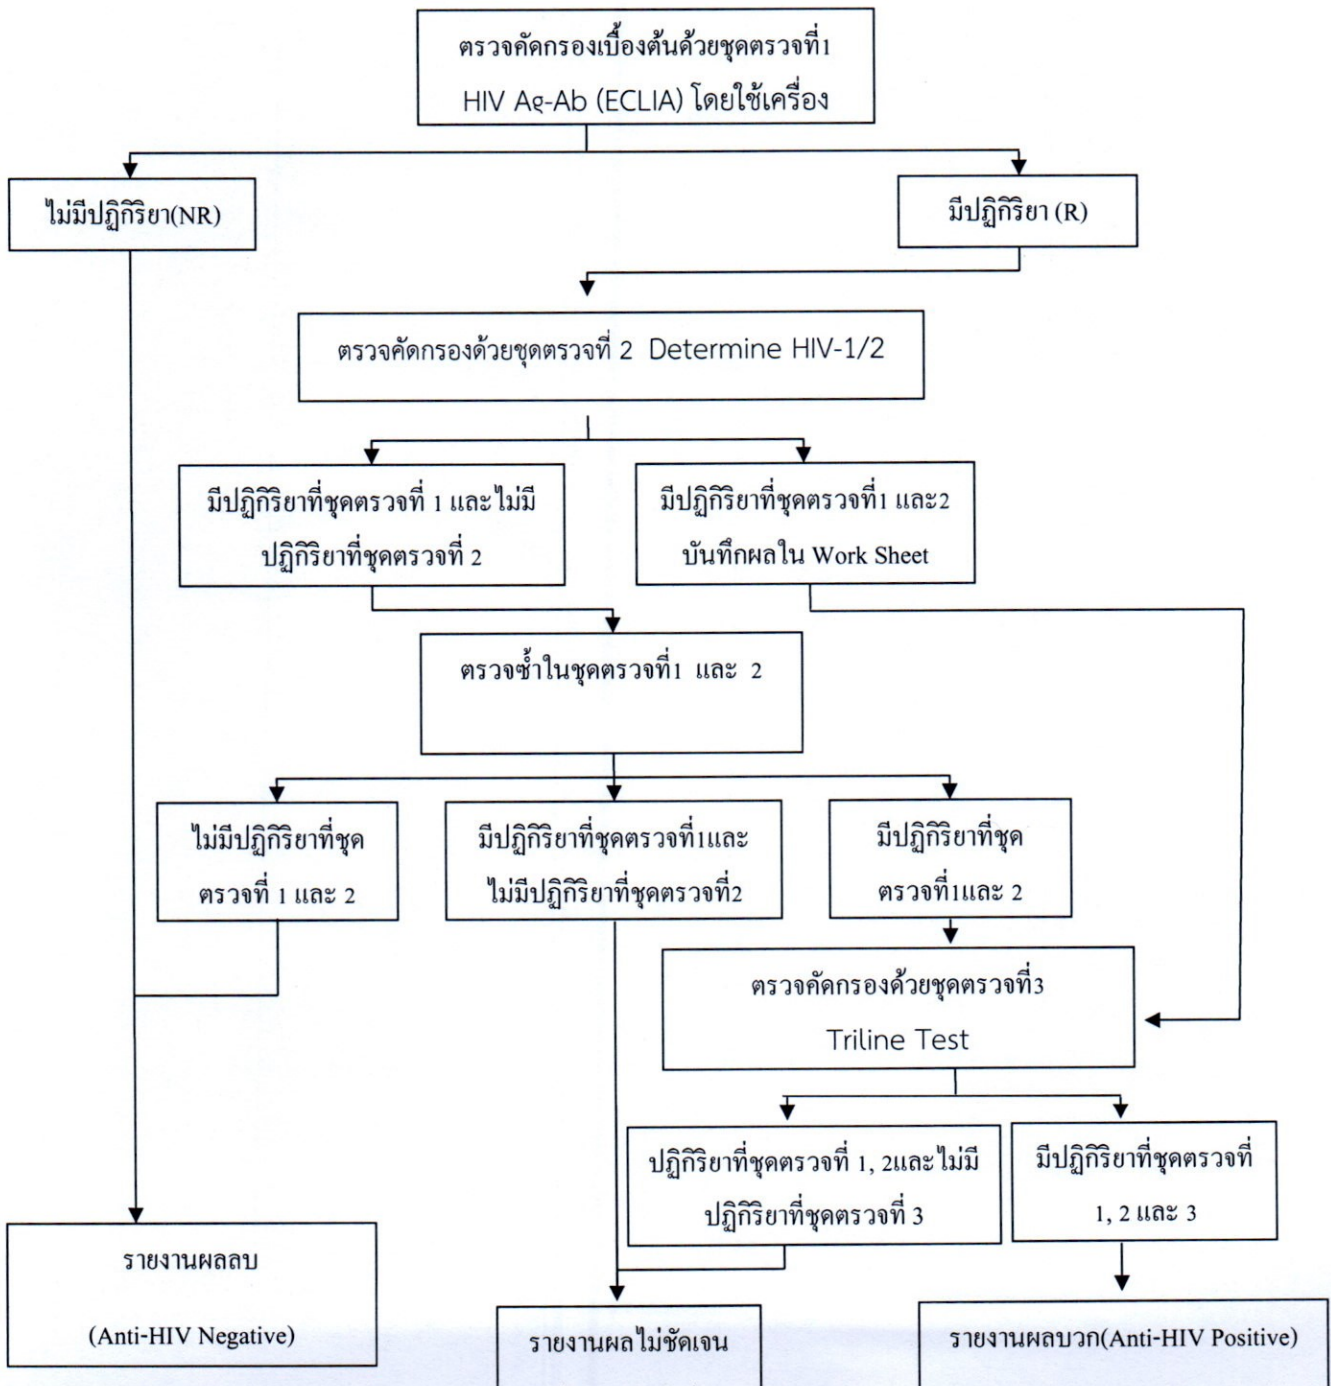 ตรวจคัดกรองเบื้องต้นด้วยชุดตรวจที่1
HIV Ag-Ab (ECLIA) โดยใช้เครื่อง
ไม่มีปฏิกิริยา(NR)
มีปฏิกิริยา (R)
ตรวจคัดกรองด้วยชุดตรวจที่ 2 Determine HIV-1/2
มีปฏิกิริยาที่ชุดตรวจที่ 1 และไม่มี
ปฏิกิริยาที่ชุดตรวจที่ 2
มีปฏิกิริยาที่ชุดตรวจที่1 และ2
บันทึกผลใน Work Sheet
ตรวจซ้ำในชุดตรวจที่1 และ 2
ไม่มีปฏิกิริยาที่ชุด
ตรวจที่ 1 และ 2
มีปฏิกิริยาที่ชุดตรวจที่1และ
ไม่มีปฏิกิริยาที่ชุดตรวจที่2
มีปฏิกิริยาที่ชุด
ตรวจที่1และ 2
ตรวจคัดกรองด้วยชุดตรวจที่3
Triline Test
ปฏิกิริยาที่ชุดตรวจที่ 1, 2และไม่มี
ปฏิกิริยาที่ชุดตรวจที่ 3
มีปฏิกิริยาที่ชุดตรวจที่
1, 2 และ 3
รายงานผลลบ
(Anti-HIV Negative)
รายงานผลไม่ชัดเจน
รายงานผลบวก(Anti-HIV Positive)